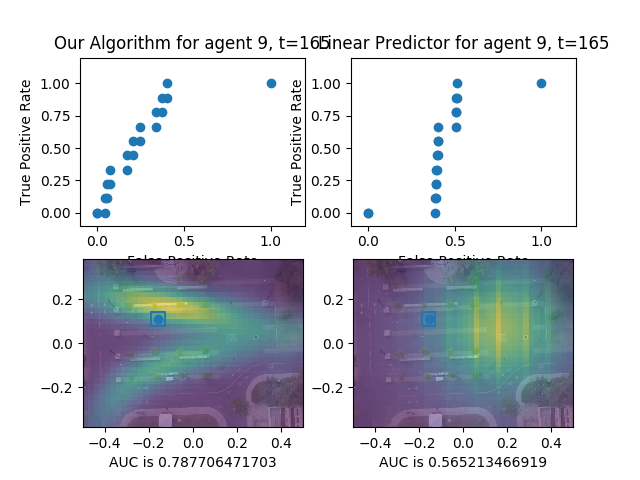 Our Algorithm for agent 9, t=165
Linear Predictor for agent 9, t=165
True Positive Rate
1.00
0.75
0.50
0.25
0.00
0.0 0.5 1.0
False Positive Rate
True Positive Rate
1.00
0.75
0.50
0.25
0.00
0.0 0.5 1.0
False Positive Rate
0.2
0.0
−0.2
−0.4 −0.2 0.0 0.2 0.4
AUC is 0.787706471703
0.2
0.0
−0.2
−0.4 −0.2 0.0 0.2 0.4
AUC is 0.565213466919